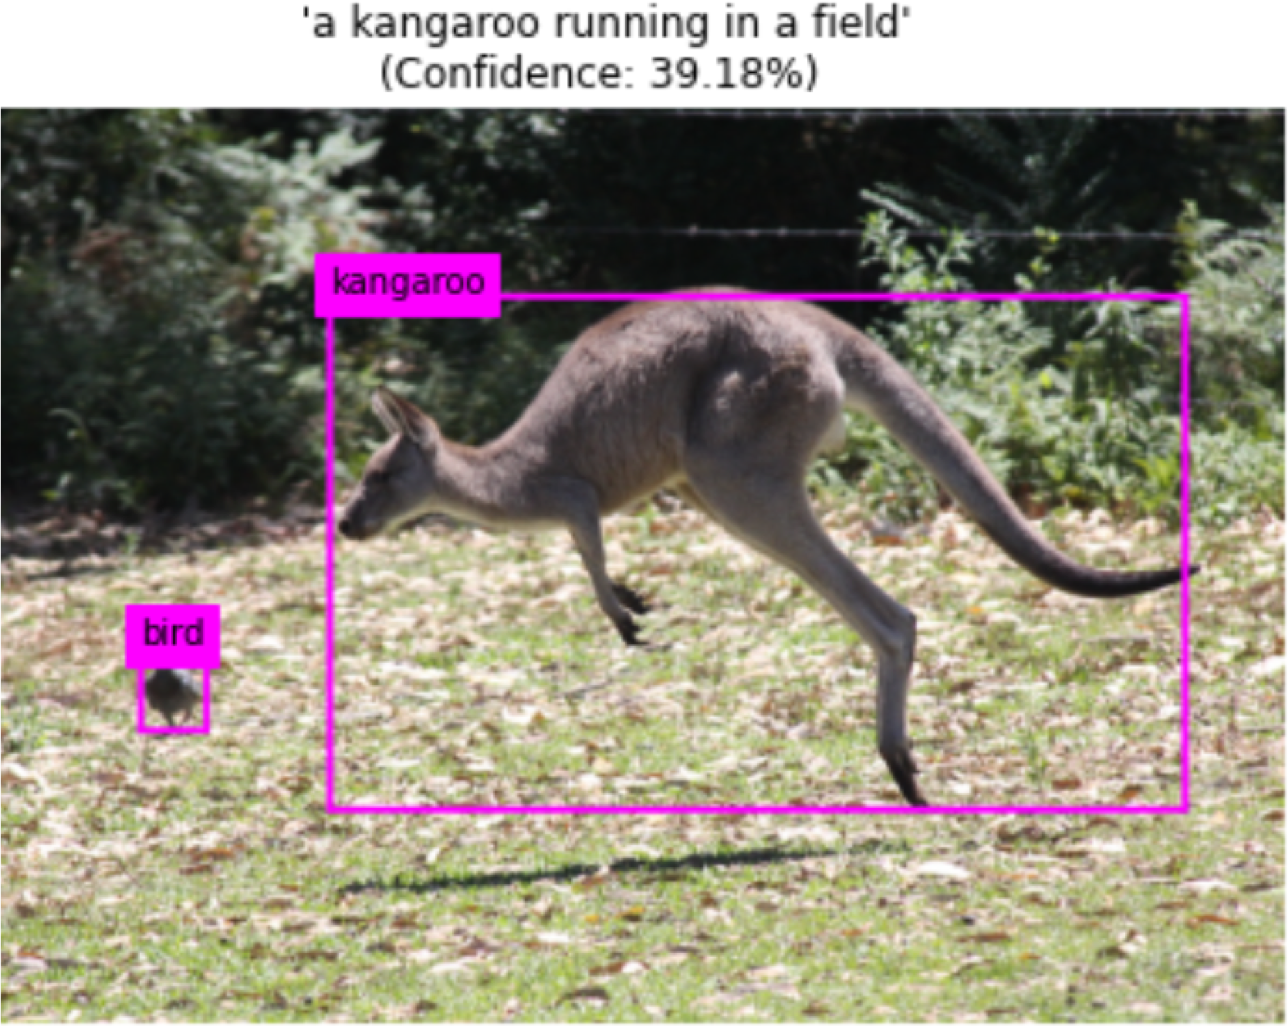 'a kangaroo running in a field'
(Confidence: 39.18%)
kangaroo
bird